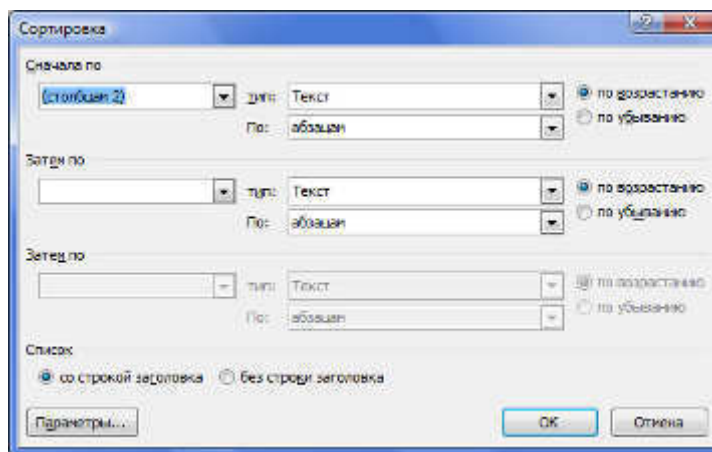 Сортировка
Сначала по
(столбцам 2) тип: Текст по возрастанию
По: абзацам по убыванию
Затем по
тип: Текст по возрастанию
По: абзацам по убыванию
Затем по
тип: Текст по возрастанию
По: абзацам по убыванию
Список
со строкой заголовка без строки заголовка
Параметры... ОК Отмена